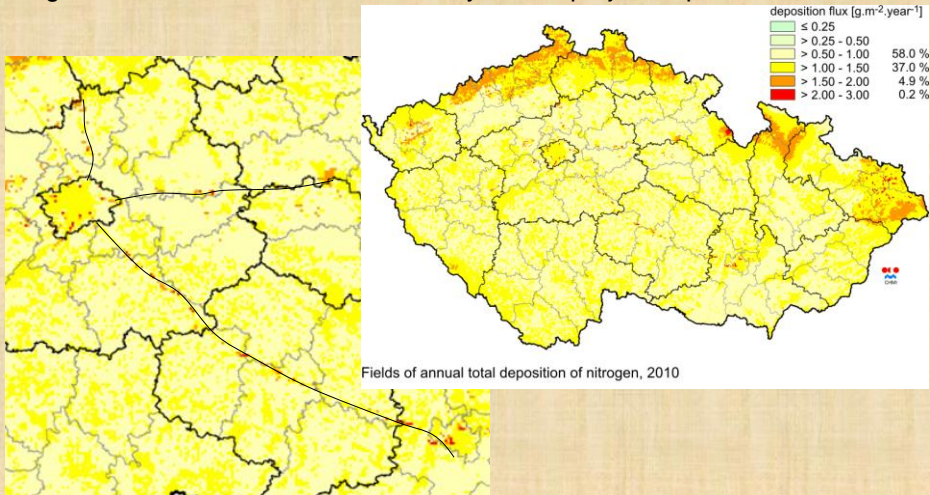 deposition flux [g.m-2.year-1]
≤ 0.25
> 0.25 - 0.50
> 0.50 - 1.00 58.0 %
> 1.00 - 1.50 37.0 %
> 1.50 - 2.00 4.9 %
> 2.00 - 3.00 0.2 %
CHMI
Fields of annual total deposition of nitrogen, 2010